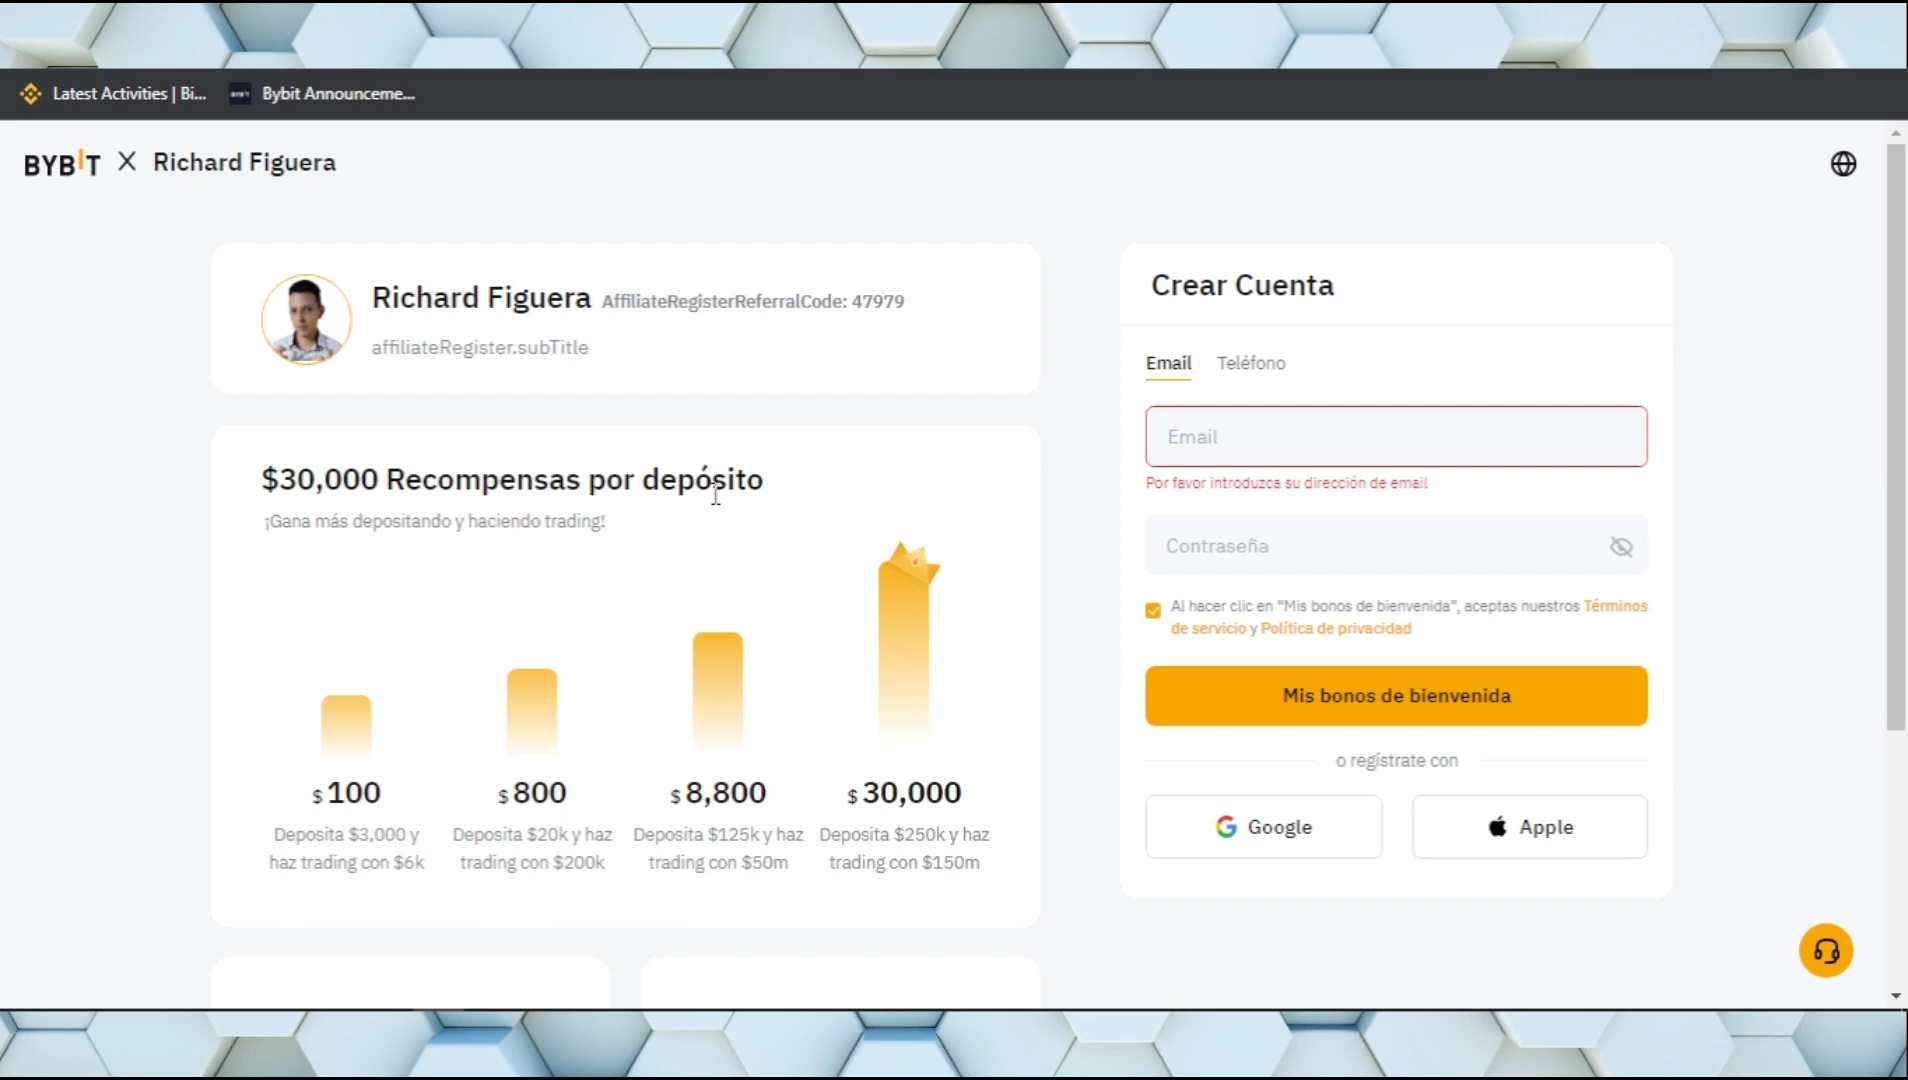 Latest Activities | Bi...
Bybit Announceme...
BYBIT X Richard Figuera
Richard Figuera AffiliateRegisterReferralCode: 47979
affiliateRegister.subTitle
$30,000 Recompensas por depósito
¡Gana más depositando y haciendo trading!
$100
Deposita $3,000 y
haz trading con $6k
$800
Deposita $20k y haz
trading con $200k
$8,800
Deposita $125k y haz
trading con $50m
$30,000
Deposita $250k y haz
trading con $150m
Crear Cuenta
Email
Teléfono
Email
Por favor introduzca su dirección de email
Contraseña
Al hacer clic en “Mis bonos de bienvenida”, aceptas nuestros Términos
de servicio y Política de privacidad
Mis bonos de bienvenida
o regístrate con
Google
Apple